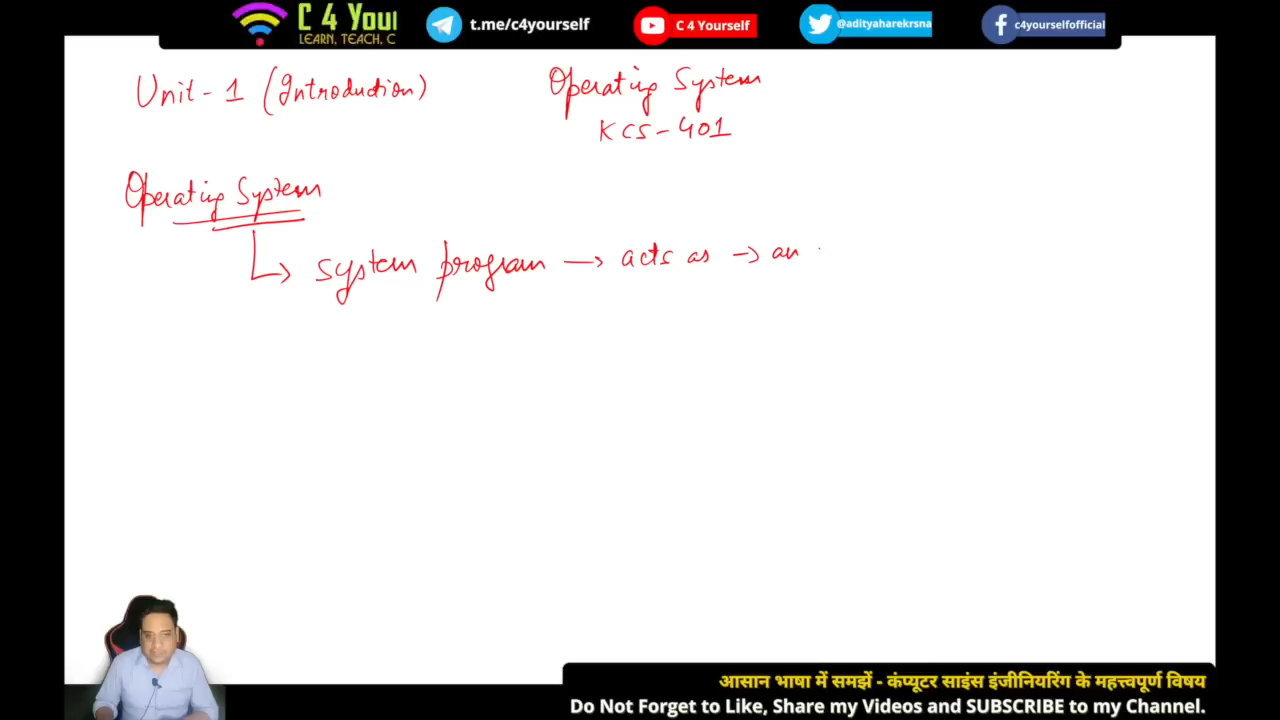 C 4 Your
LEARN, TEACH, C
t.me/c4yourself
C 4 Yourself
@adityaharekrsna
c4yourselfofficial
Unit - 1 (Introduction)
Operating System
KCS - 401
Operating System
↳ system program → acts as → an
आसान भाषा में समझें - कंप्यूटर साइंस इंजीनियरिंग के महत्त्वपूर्ण विषय
Do Not Forget to Like, Share my Videos and SUBSCRIBE to my Channel.